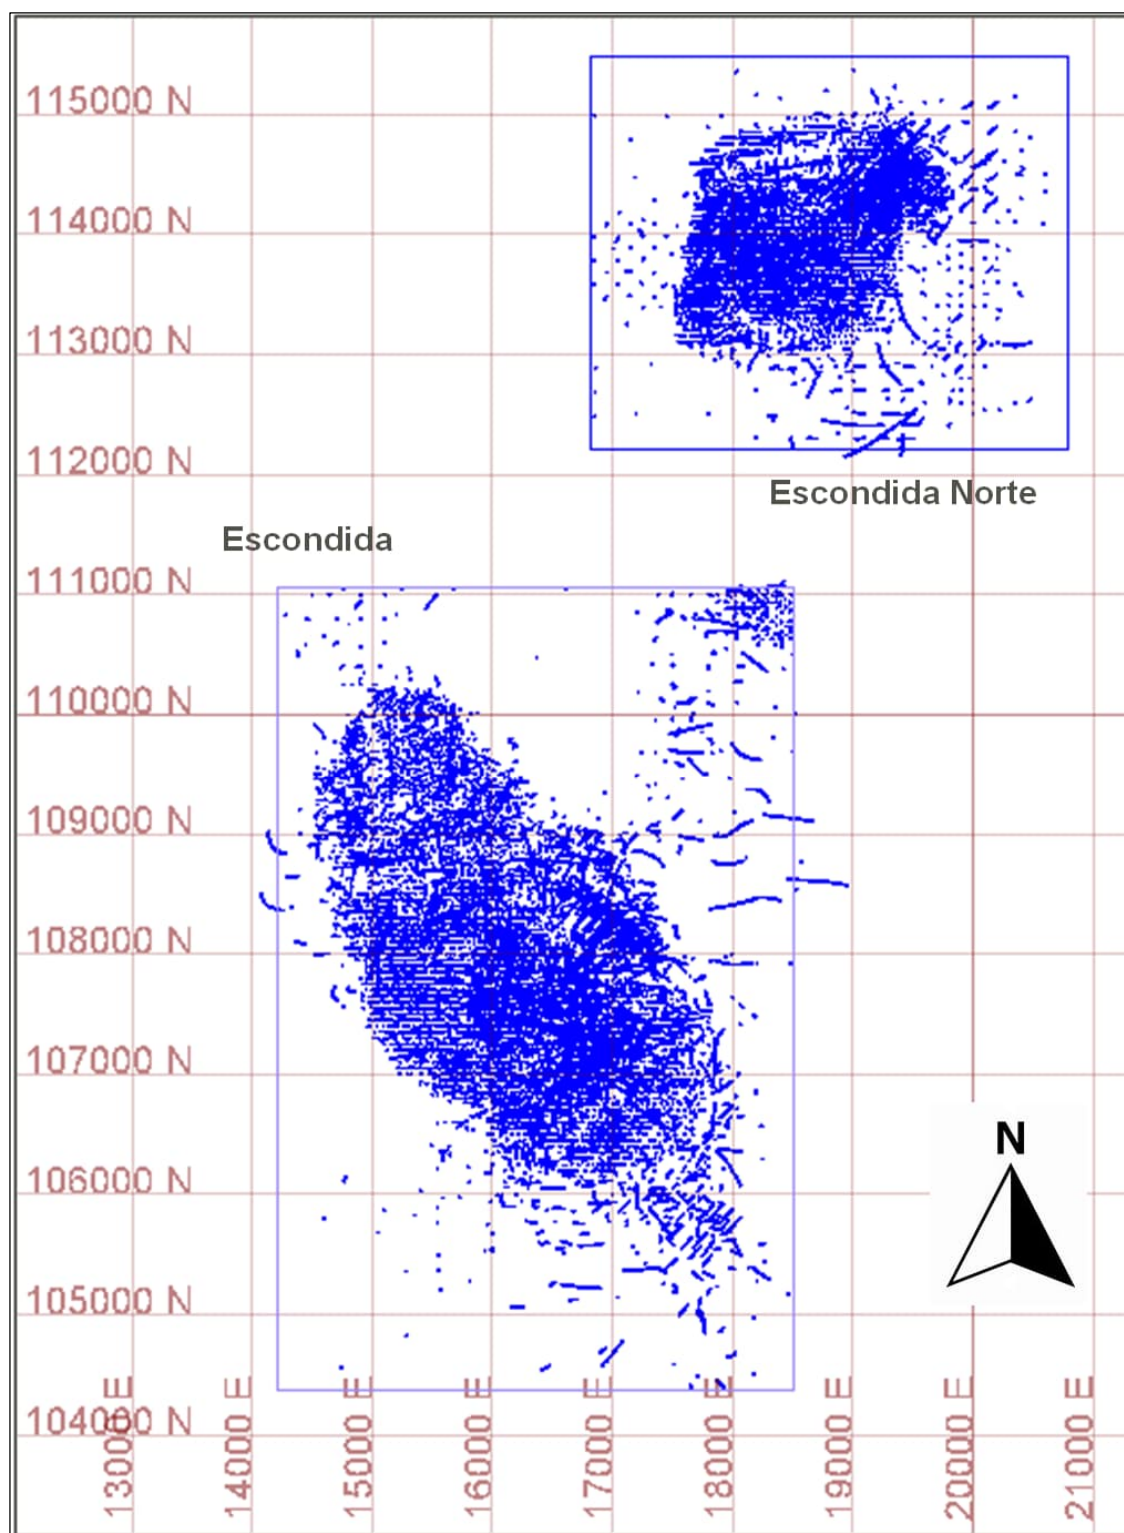 115000 N
114000 N
113000 N
112000 N
Escondida Norte
Escondida
111000 N
110000 N
109000 N
108000 N
107000 N
N
106000 N
105000 N
104000 N
13000 E
14000 E
15000 E
16000 E
17000 E
18000 E
19000 E
20000 E
21000 E